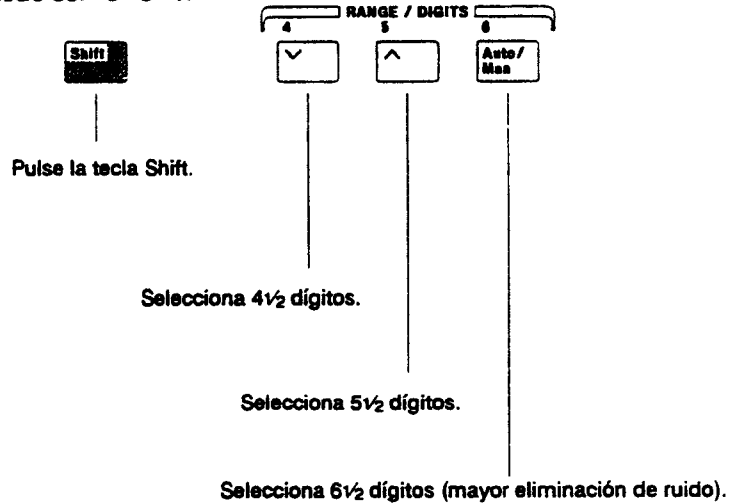 RANGE / DIGITS
4 5 6
Shift
Auto/
Man
Pulse la tecla Shift.
Selecciona 4½ dígitos.
Selecciona 5½ dígitos.
Selecciona 6½ dígitos (mayor eliminación de ruido).